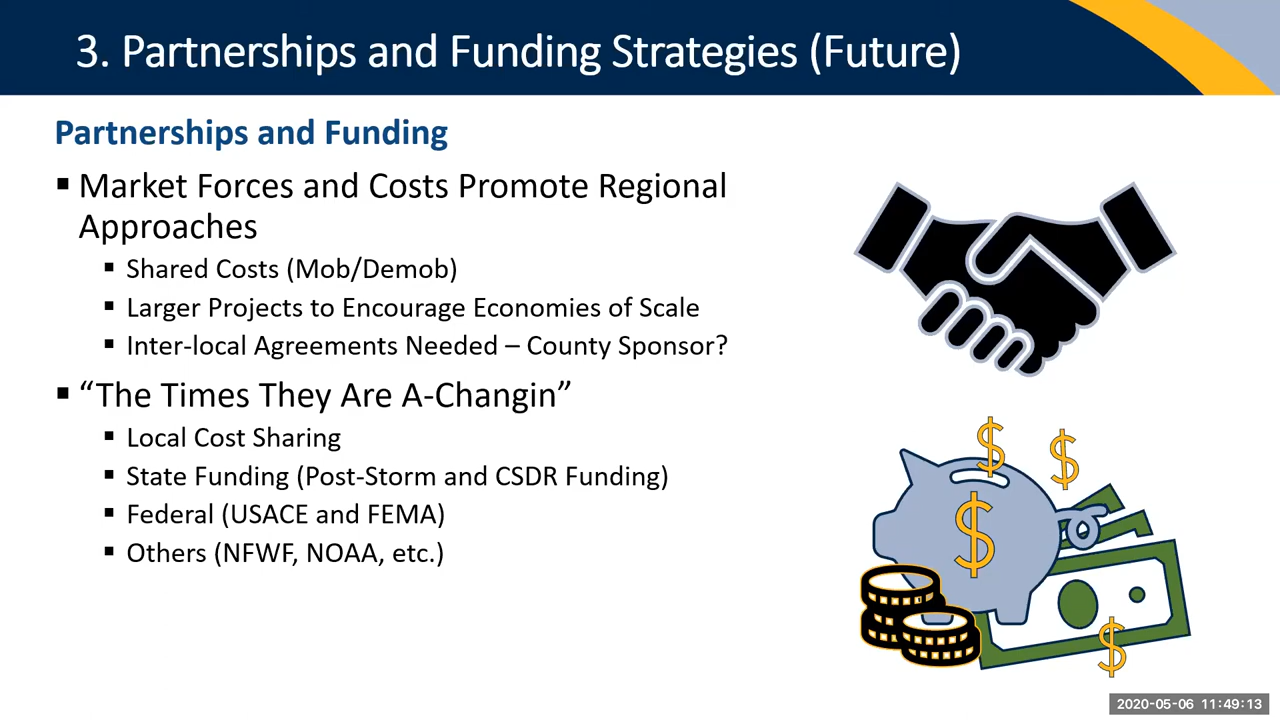 3. Partnerships and Funding Strategies (Future)
Partnerships and Funding
▪ Market Forces and Costs Promote Regional
Approaches
▪ Shared Costs (Mob/Demob)
▪ Larger Projects to Encourage Economies of Scale
▪ Inter-local Agreements Needed – County Sponsor?
▪ “The Times They Are A-Changin”
▪ Local Cost Sharing
▪ State Funding (Post-Storm and CSDR Funding)
▪ Federal (USACE and FEMA)
▪ Others (NFWF, NOAA, etc.)
$
$
$
$
2020-05-06 11:49:13